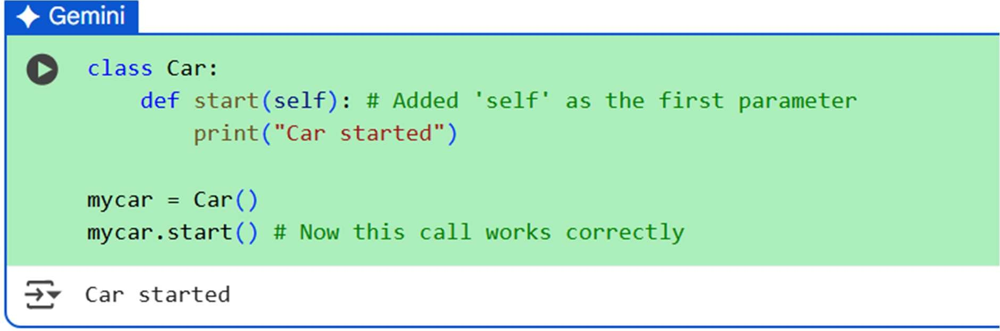 Gemini
class Car:
    def start(self): # Added 'self' as the first parameter
        print("Car started")
mycar = Car()
mycar.start() # Now this call works correctly
Car started